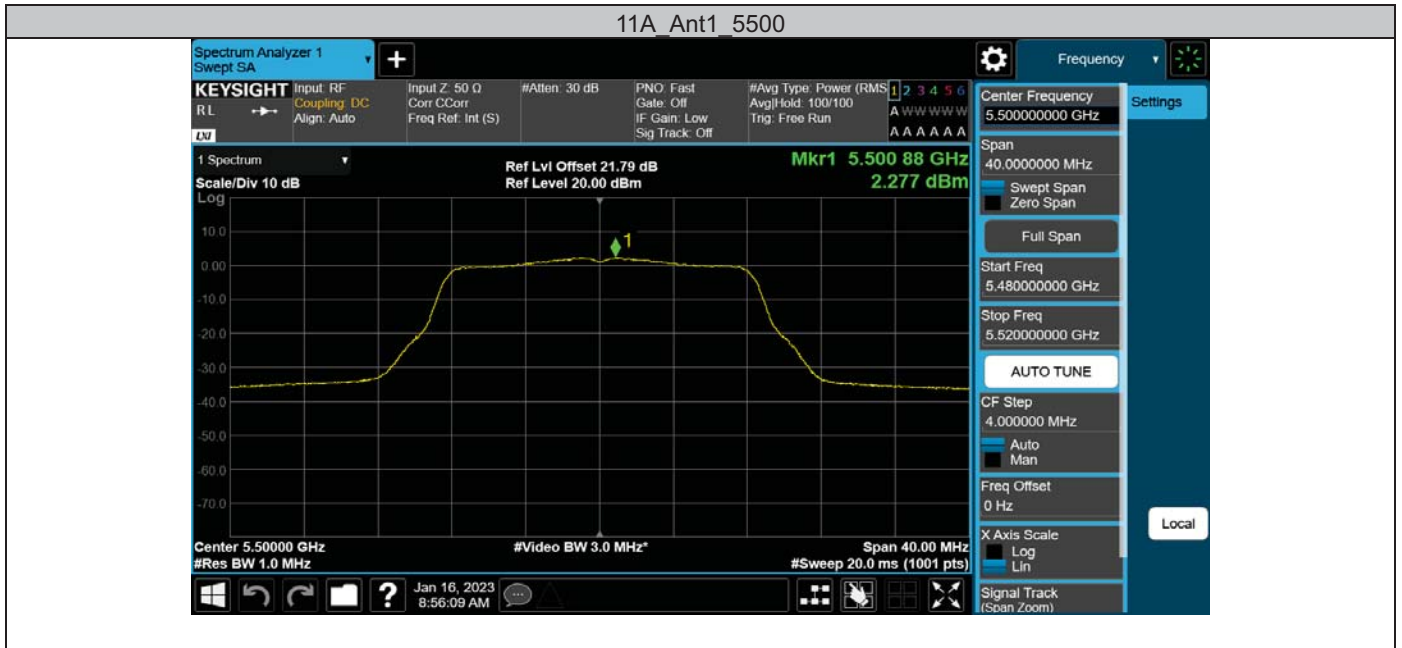 11A_Ant1_5500
Spectrum Analyzer 1
Swept SA
+
Frequency
KEYSIGHT
RL
LXI
Input: RF
Coupling: DC
Align: Auto
Input Z: 50 Ω
Corr CCorr
Freq Ref: Int (S)
#Atten: 30 dB
PNO: Fast
Gate: Off
IF Gain: Low
Sig Track: Off
#Avg Type: Power (RMS
Avg|Hold: 100/100
Trig: Free Run
1 2 3 4 5 6
A W W W W W
A A A A A A
1 Spectrum
Scale/Div 10 dB
Ref Lvl Offset 21.79 dB
Ref Level 20.00 dBm
Mkr1 5.500 88 GHz
2.277 dBm
Log
10.0
0.00
-10.0
-20.0
-30.0
-40.0
-50.0
-60.0
-70.0
1
Center 5.50000 GHz
#Res BW 1.0 MHz
#Video BW 3.0 MHz*
Span 40.00 MHz
#Sweep 20.0 ms (1001 pts)
Center Frequency
5.500000000 GHz
Span
40.0000000 MHz
Swept Span
Zero Span
Full Span
Start Freq
5.480000000 GHz
Stop Freq
5.520000000 GHz
AUTO TUNE
CF Step
4.000000 MHz
Auto
Man
Freq Offset
0 Hz
X Axis Scale
Log
Lin
Signal Track
(Span Zoom)
Settings
Local
?
Jan 16, 2023
8:56:09 AM